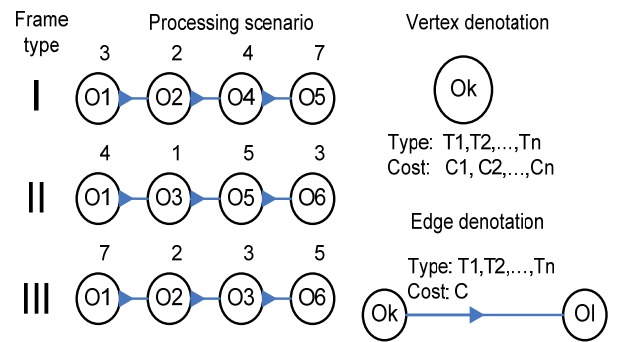 Frame type
Processing scenario
Vertex denotation
3 2 4 7
I O1 O2 O4 O5
Ok
Type: T1,T2,...,Tn
Cost: C1, C2,...,Cn
4 1 5 3
II O1 O3 O5 O6
Edge denotation
7 2 3 5
III O1 O2 O3 O6
Type: T1,T2,...,Tn
Cost: C
Ok Ol